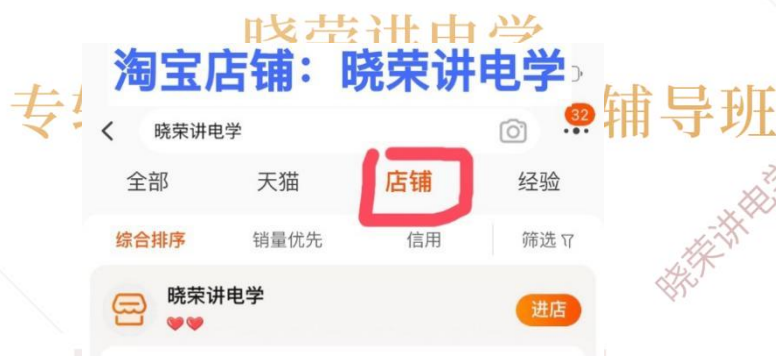 晓荣讲电学
淘宝店铺：晓荣讲电学
专
辅导班
32
晓荣讲电学
全部 天猫 店铺 经验
综合排序 销量优先 信用 筛选
晓荣讲电学
晓荣讲电学
进店